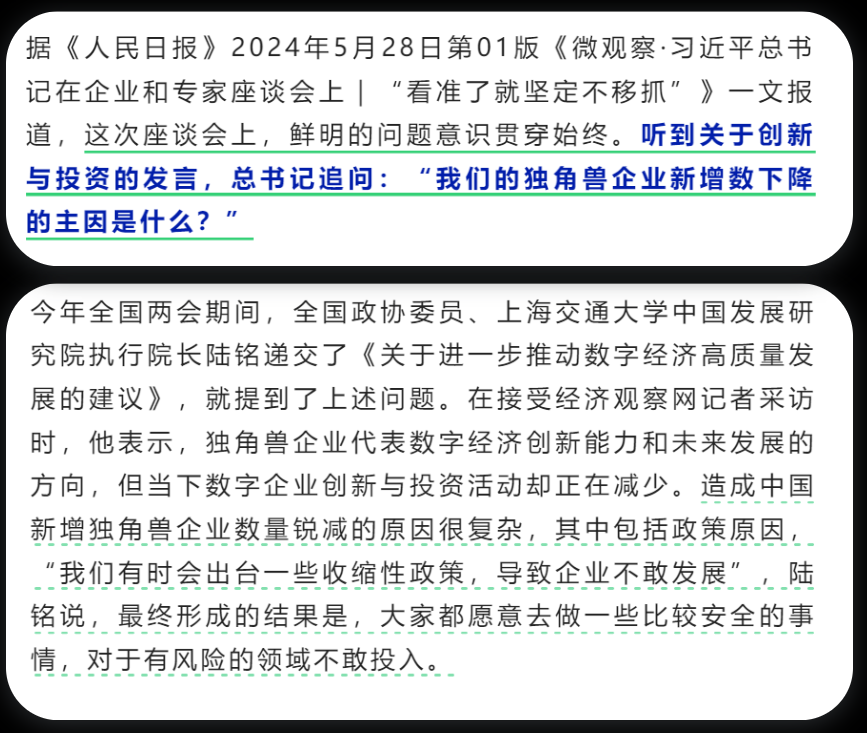 据《人民日报》2024年5月28日第01版《微观察·习近平总书
记在企业和专家座谈会上｜“看准了就坚定不移抓”》一文报
道，这次座谈会上，鲜明的问题意识贯穿始终。听到关于创新
与投资的发言，总书记追问：“我们的独角兽企业新增数下降
的主因是什么？”
今年全国两会期间，全国政协委员、上海交通大学中国发展研
究院执行院长陆铭递交了《关于进一步推动数字经济高质量发
展的建议》，就提到了上述问题。在接受经济观察网记者采访
时，他表示，独角兽企业代表数字经济创新能力和未来发展的
方向，但当下数字企业创新与投资活动却正在减少。造成中国
新增独角兽企业数量锐减的原因很复杂，其中包括政策原因，
“我们有时会出台一些收缩性政策，导致企业不敢发展”，陆
铭说，最终形成的结果是，大家都愿意去做一些比较安全的事
情，对于有风险的领域不敢投入。